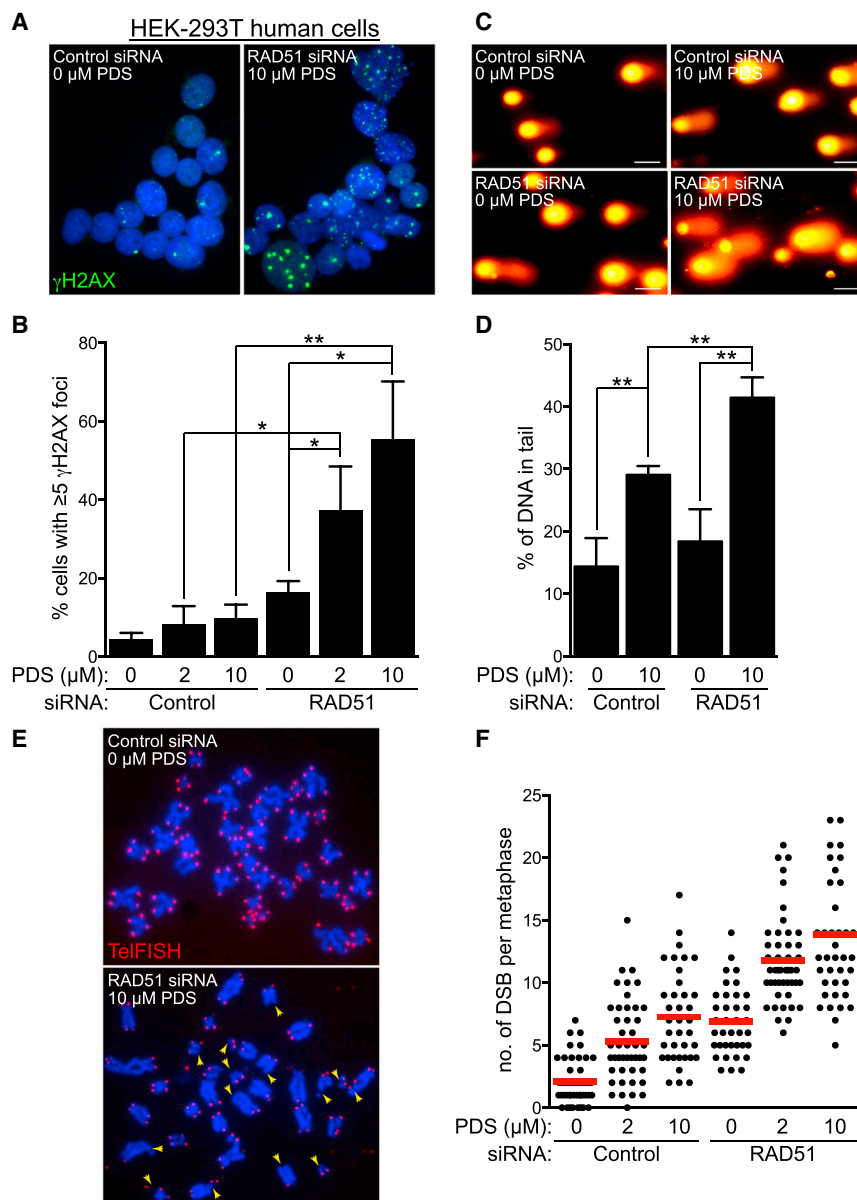 A
HEK-293T human cells
Control siRNA
0 µM PDS
RAD51 siRNA
10 µM PDS
γH2AX
B
% cells with ≥5 γH2AX foci
80
60
40
20
0
**
*
*
*
PDS (µM): 0 2 10 0 2 10
siRNA: Control RAD51
C
Control siRNA
0 µM PDS
Control siRNA
10 µM PDS
RAD51 siRNA
0 µM PDS
RAD51 siRNA
10 µM PDS
D
% of DNA in tail
50
40
30
20
10
0
**
**
**
PDS (µM): 0 10 0 10
siRNA: Control RAD51
E
Control siRNA
0 µM PDS
TelFISH
RAD51 siRNA
10 µM PDS
F
no. of DSB per metaphase
25
20
15
10
5
0
PDS (µM): 0 2 10 0 2 10
siRNA: Control RAD51